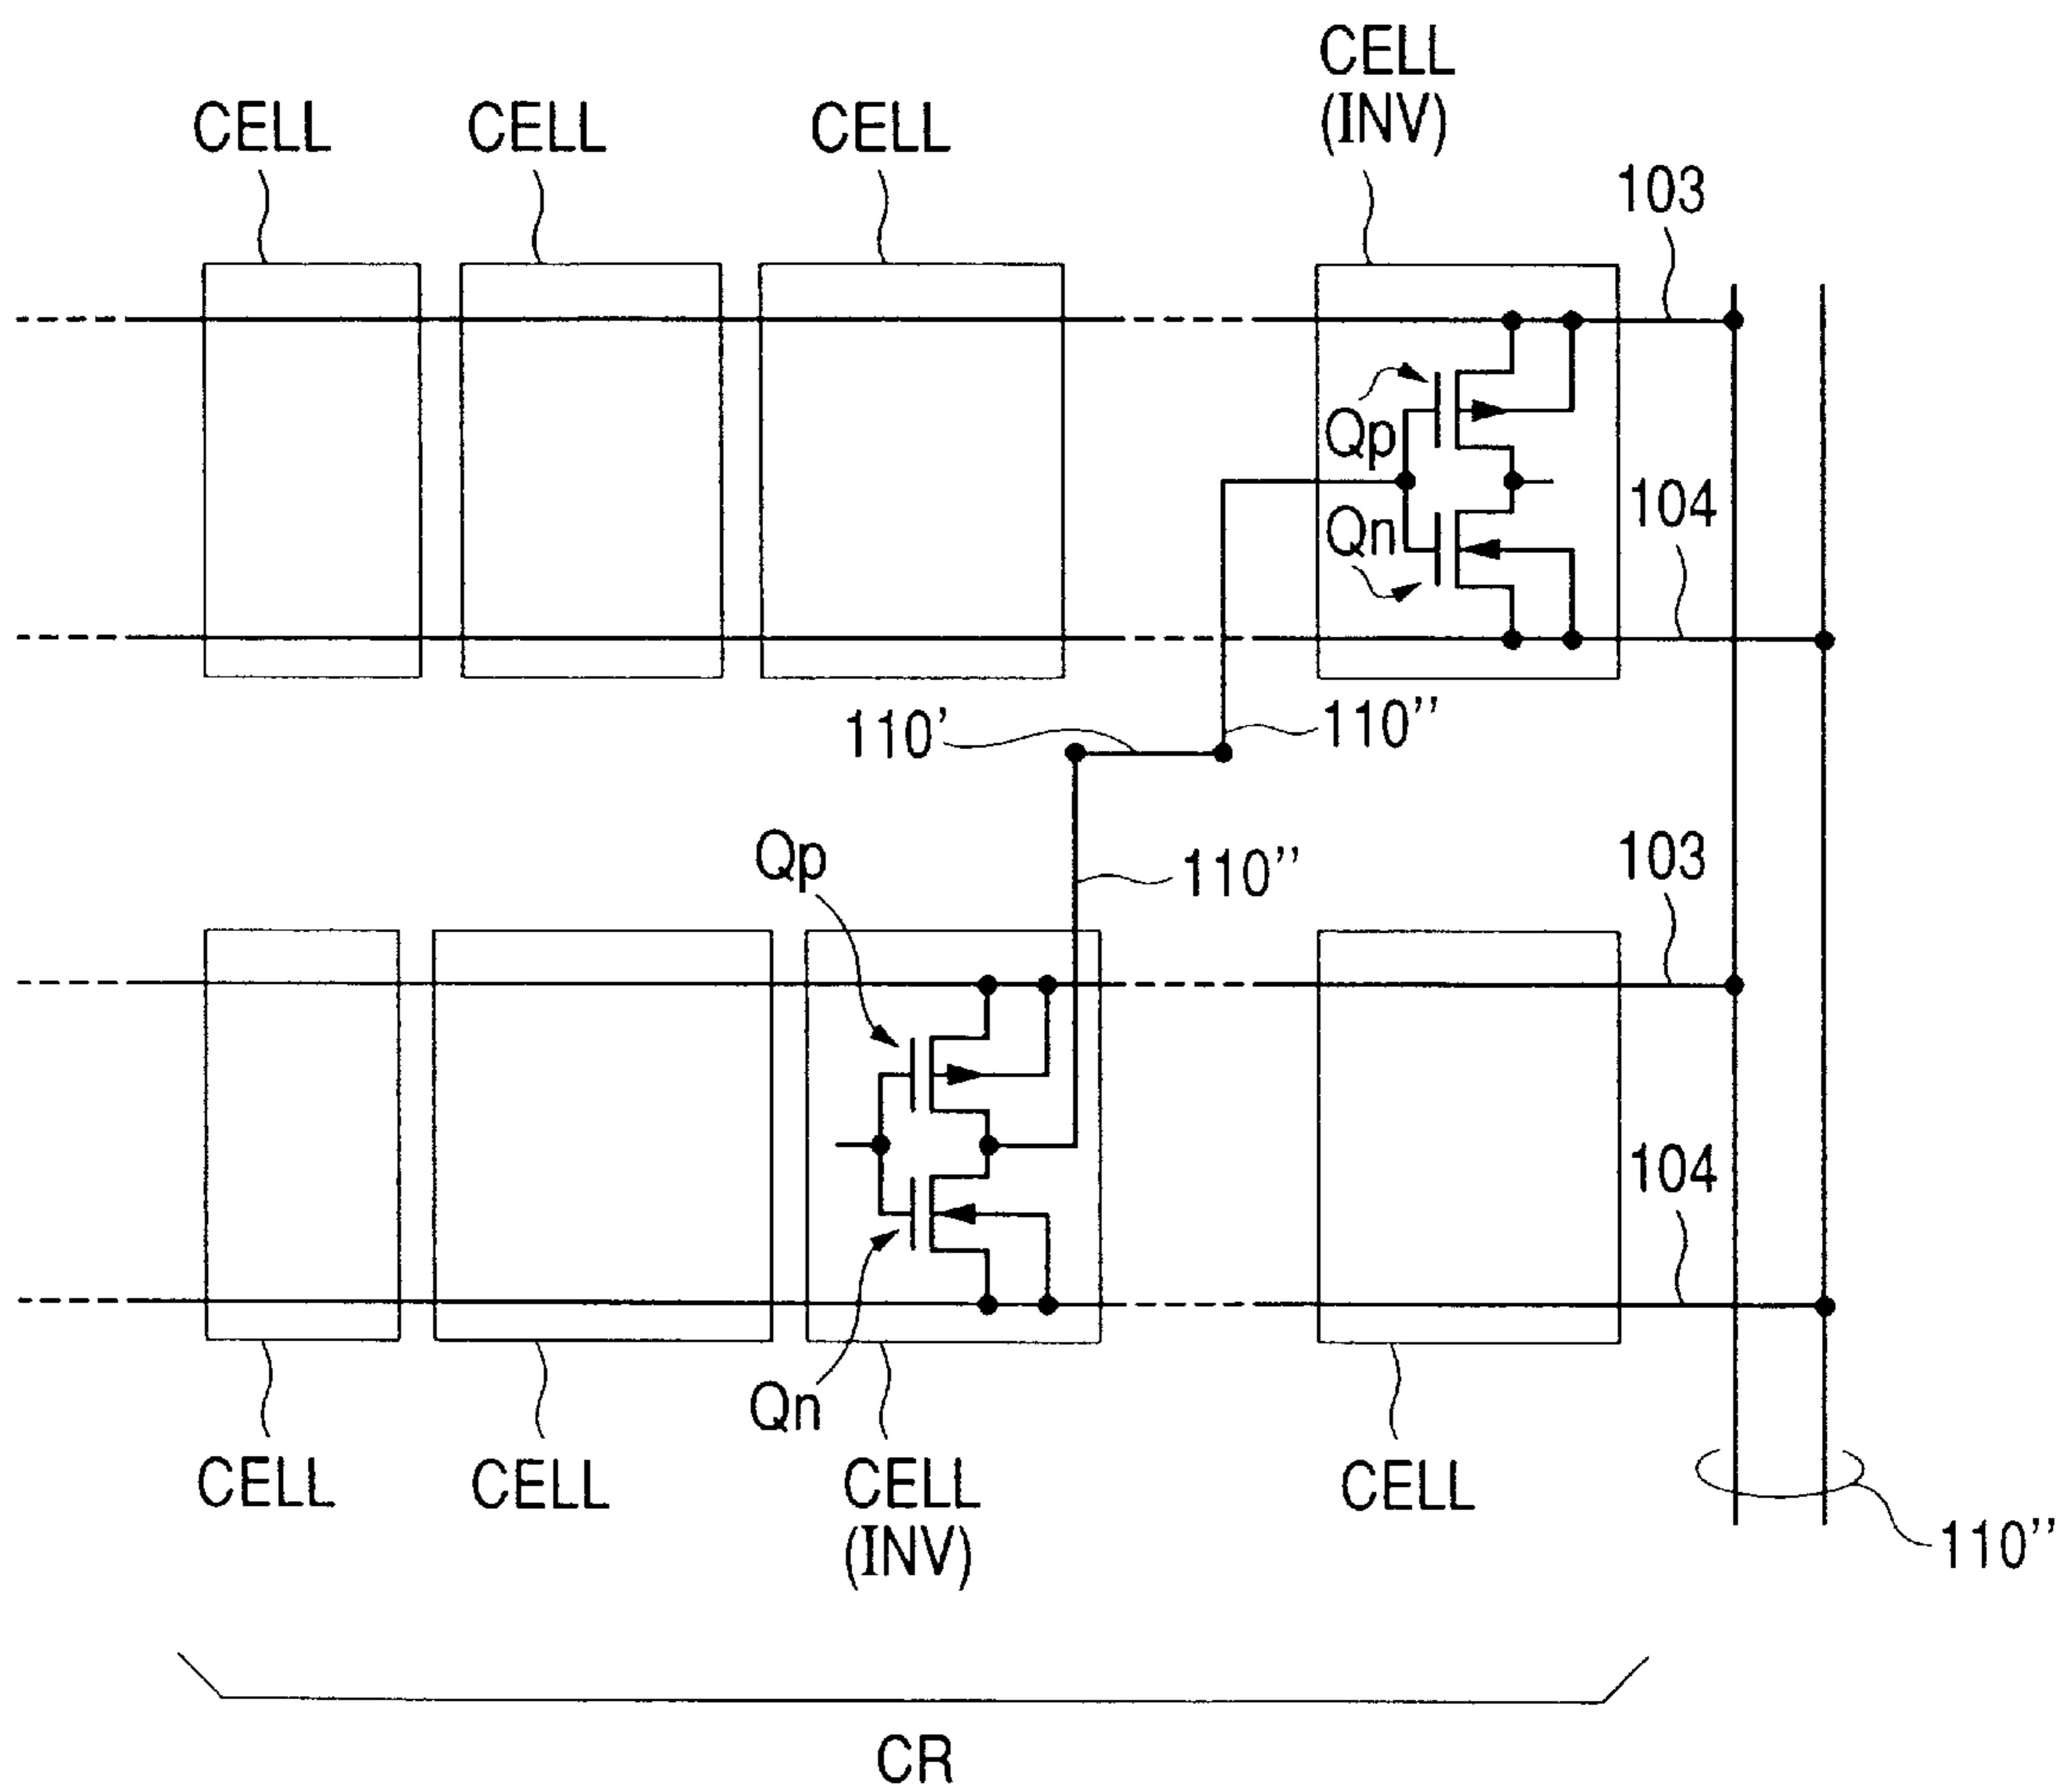 CELL
(INV)
CELL
CELL
CELL
103
Qp
104
Qn
110'
110''
Qp
110''
103
104
Qn
CELL
CELL
CELL
(INV)
CELL
110''
CR